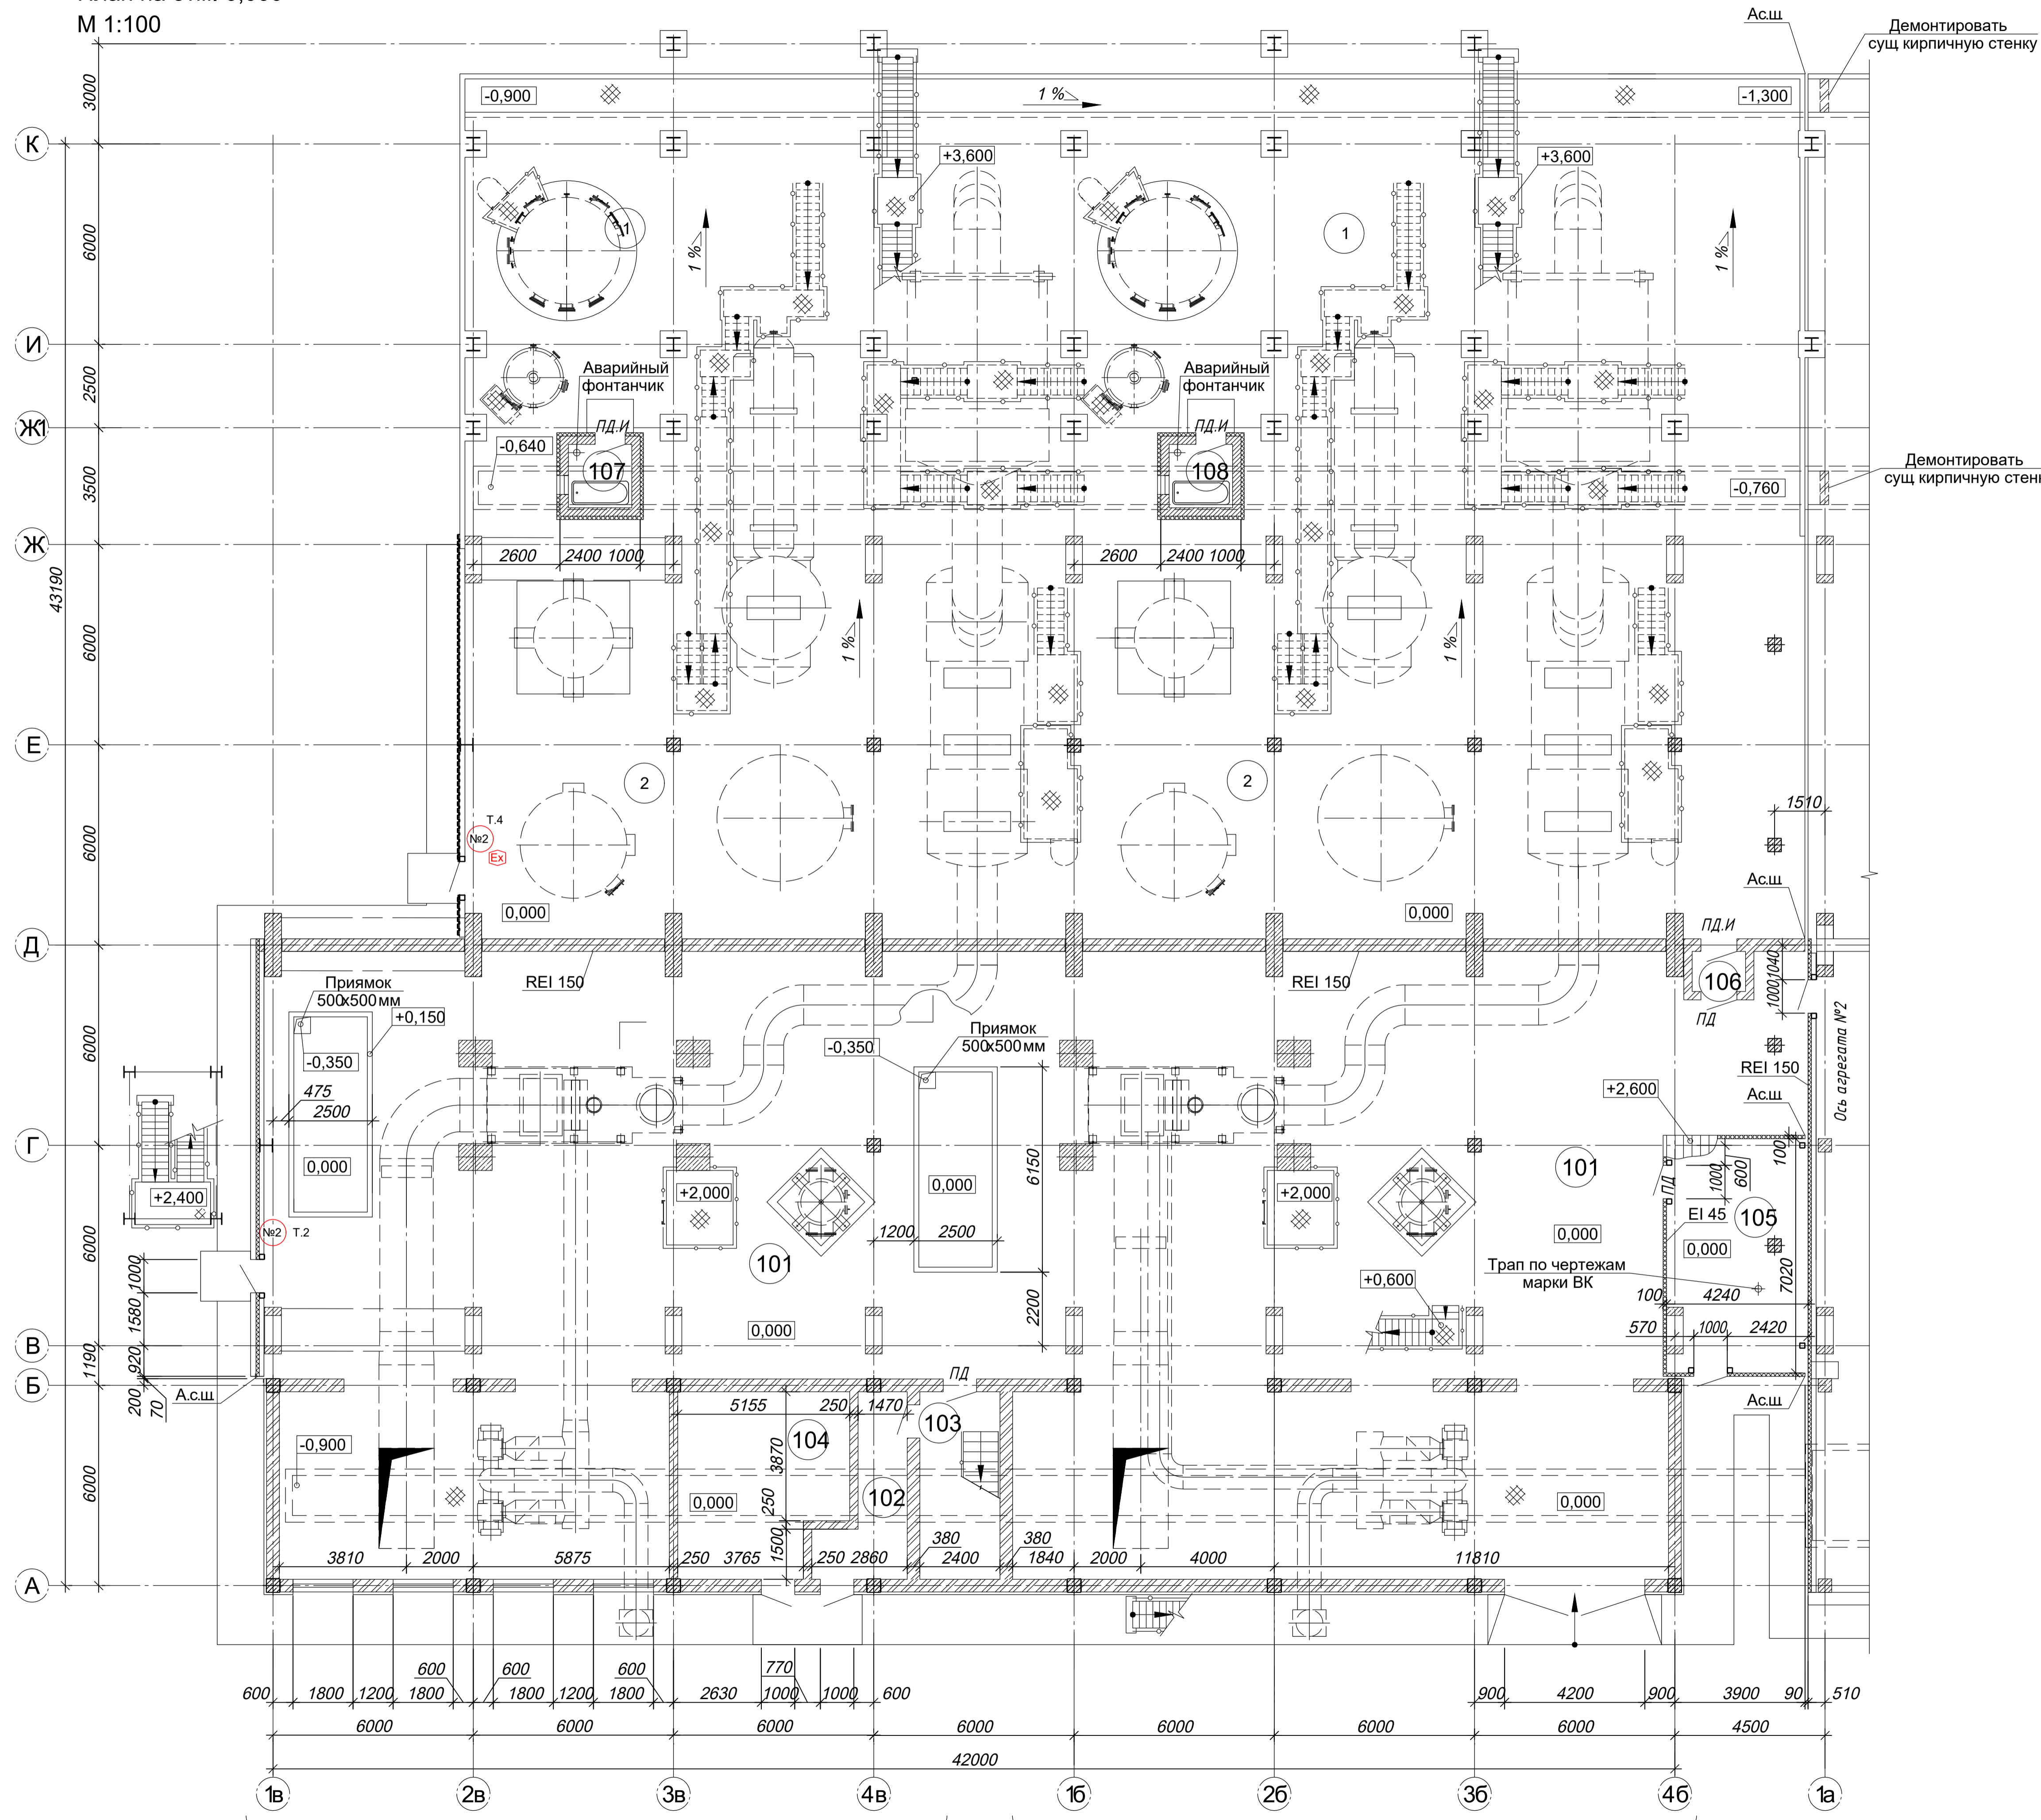 М 1:100
Ас.ш.
Демонтировать
сущ кирпичную стенку
3000
-0,900
1 %
-1,300
К
+3,600
+3,600
6000
1 %
1
1 %
И
2500
Аварийный
фонтанчик
Аварийный
фонтанчик
Ж1
ПД.И
ПД.И
-0,640
107
108
3500
-0,760
Демонтировать
Ж
2600
2400
1000
2600
2400
1000
43190
6000
1 %
1 %
Е
2
2
1510
6000
Т.4
№2
Ex
Ас.ш.
0,000
0,000
ПД.И
Д
REI 150
REI 150
106
1040
1000
ПД
Приямок
500х500мм
+0,150
-0,350
Приямок
500х500мм
-0,350
6000
475
2500
REI 150
Ось агрегата №2
+2,600
Ас.ш.
Г
0,000
+2,400
+2,000
6150
0,000
+2,000
101
ПД
1000
600
100
EI 45
105
0,000
7020
№2
Т.2
6000
1200
2500
0,000
101
Трап по чертежам
марки ВК
+0,600
1000
1580
2200
100
4240
0,000
570
1000
2420
В
1190
920
Б
200
70
А.с.ш.
ПД
Ас.ш.
5155
250
1470
103
104
3870
-0,900
6000
0,000
250
102
0,000
1500
3810
2000
5875
250
3765
250
2860
380
2400
380
1840
2000
4000
11810
А
600
1800
1200
1800
600
600
1800
1200
1800
600
2630
770
1000
1000
600
900
4200
900
3900
90
510
6000
6000
6000
6000
6000
6000
6000
4500
42000
1в
2в
3в
4в
1б
2б
3б
4б
1а